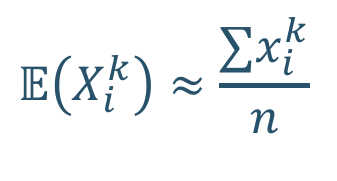 𝔼(X_i^k) ≈ ∑x_i^k / n